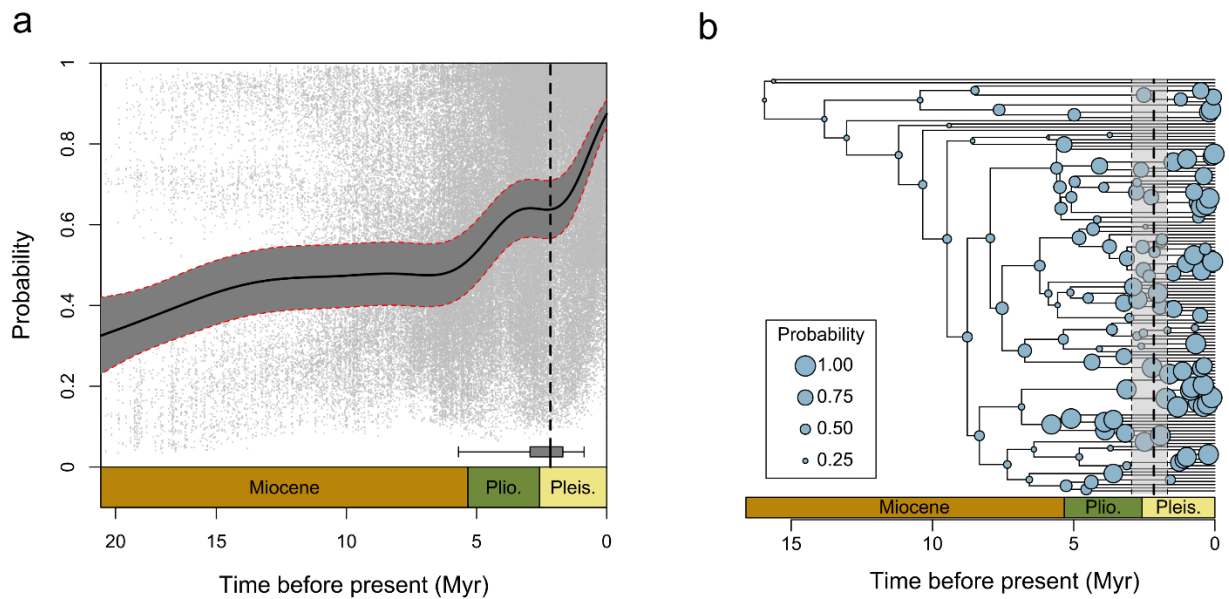 a
Probability
1
0.8
0.6
0.4
0.2
0
Miocene Plio. Pleis.
20 15 10 5 0
Time before present (Myr)
b
Probability
1.00
0.75
0.50
0.25
Miocene Plio. Pleis.
15 10 5 0
Time before present (Myr)